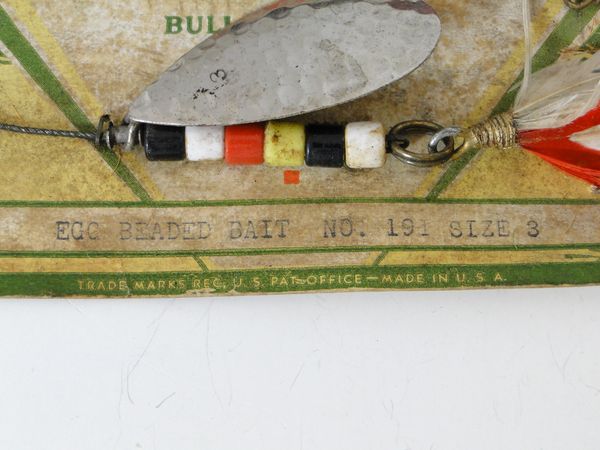 BULL
3
EGG BEADED BAIT NO. 191 SIZE 3
TRADE MARKS REG. U.S. PAT. OFFICE — MADE IN U.S.A.